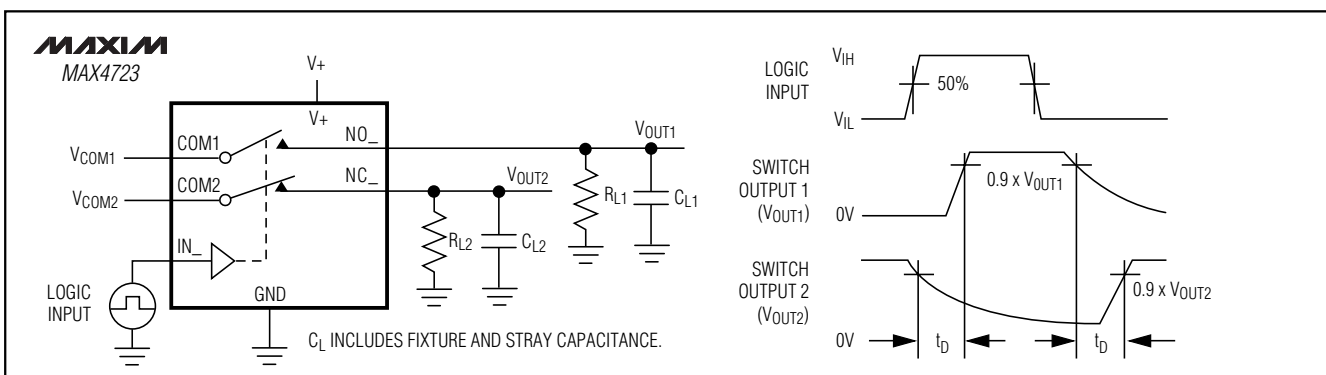 MAXIM
MAX4723
V+
V+
COM1
NO_
VOUT1
VCOM1
COM2
NC_
VOUT2
VCOM2
RL1
CL1
RL2
CL2
IN_
LOGIC
INPUT
GND
CL INCLUDES FIXTURE AND STRAY CAPACITANCE.
LOGIC
INPUT
VIH
50%
VIL
SWITCH
OUTPUT 1
(VOUT1)
0V
0.9 x VOUT1
SWITCH
OUTPUT 2
(VOUT2)
0V
0.9 x VOUT2
tD
tD